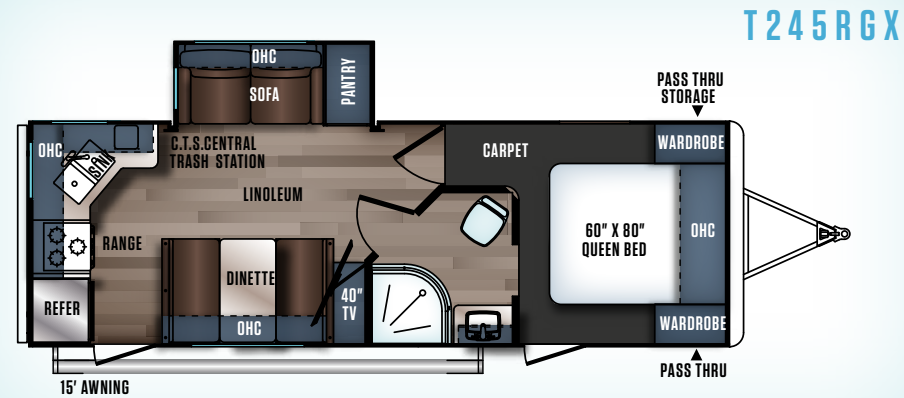 T245RGX
OHC
SOFA
PANTRY
PASS THRU
STORAGE
OHC
SINK
C.T.S.CENTRAL
TRASH STATION
CARPET
WARDROBE
LINOLEUM
RANGE
60" X 80"
QUEEN BED
OHC
DINETTE
REFER
40"
TV
OHC
WARDROBE
PASS THRU
15' AWNING